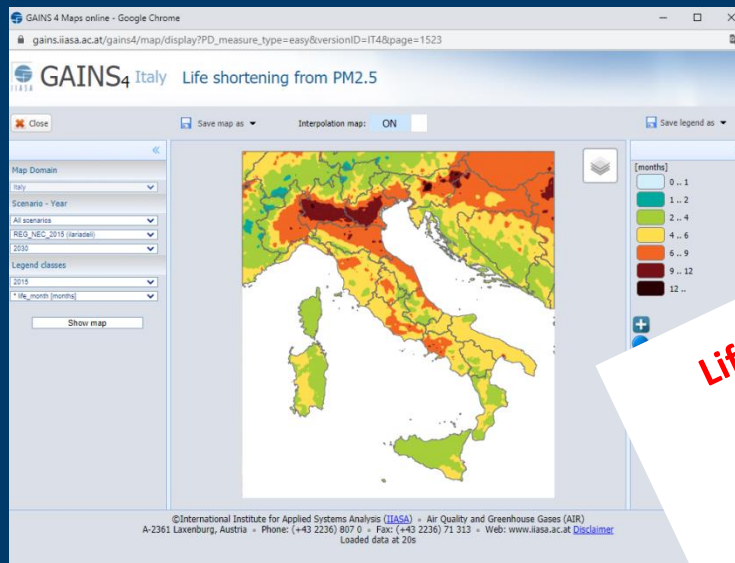 GAINS 4 Maps online - Google Chrome
gains.iiasa.ac.at/gains4/map/display?PD_measure_type=easy&versionID=IT4&page=1523
IIASA
GAINS4 Italy Life shortening from PM2.5
Close
Save map as
Interpolation map: ON
Save legend as
«
Map Domain
Italy
Scenario - Year
All scenarios
REG_NEC_2015 (ilariadeli)
2030
Legend classes
2015
* life_month [months]
Show map
[months]
0 .. 1
1 .. 2
2 .. 4
4 .. 6
6 .. 9
9 .. 12
12 ..
Lif
©International Institute for Applied Systems Analysis (IIASA) • Air Quality and Greenhouse Gases (AIR)
A-2361 Laxenburg, Austria • Phone: (+43 2236) 807 0 • Fax: (+43 2236) 71 313 • Web: www.iiasa.ac.at Disclaimer
Loaded data at 20s